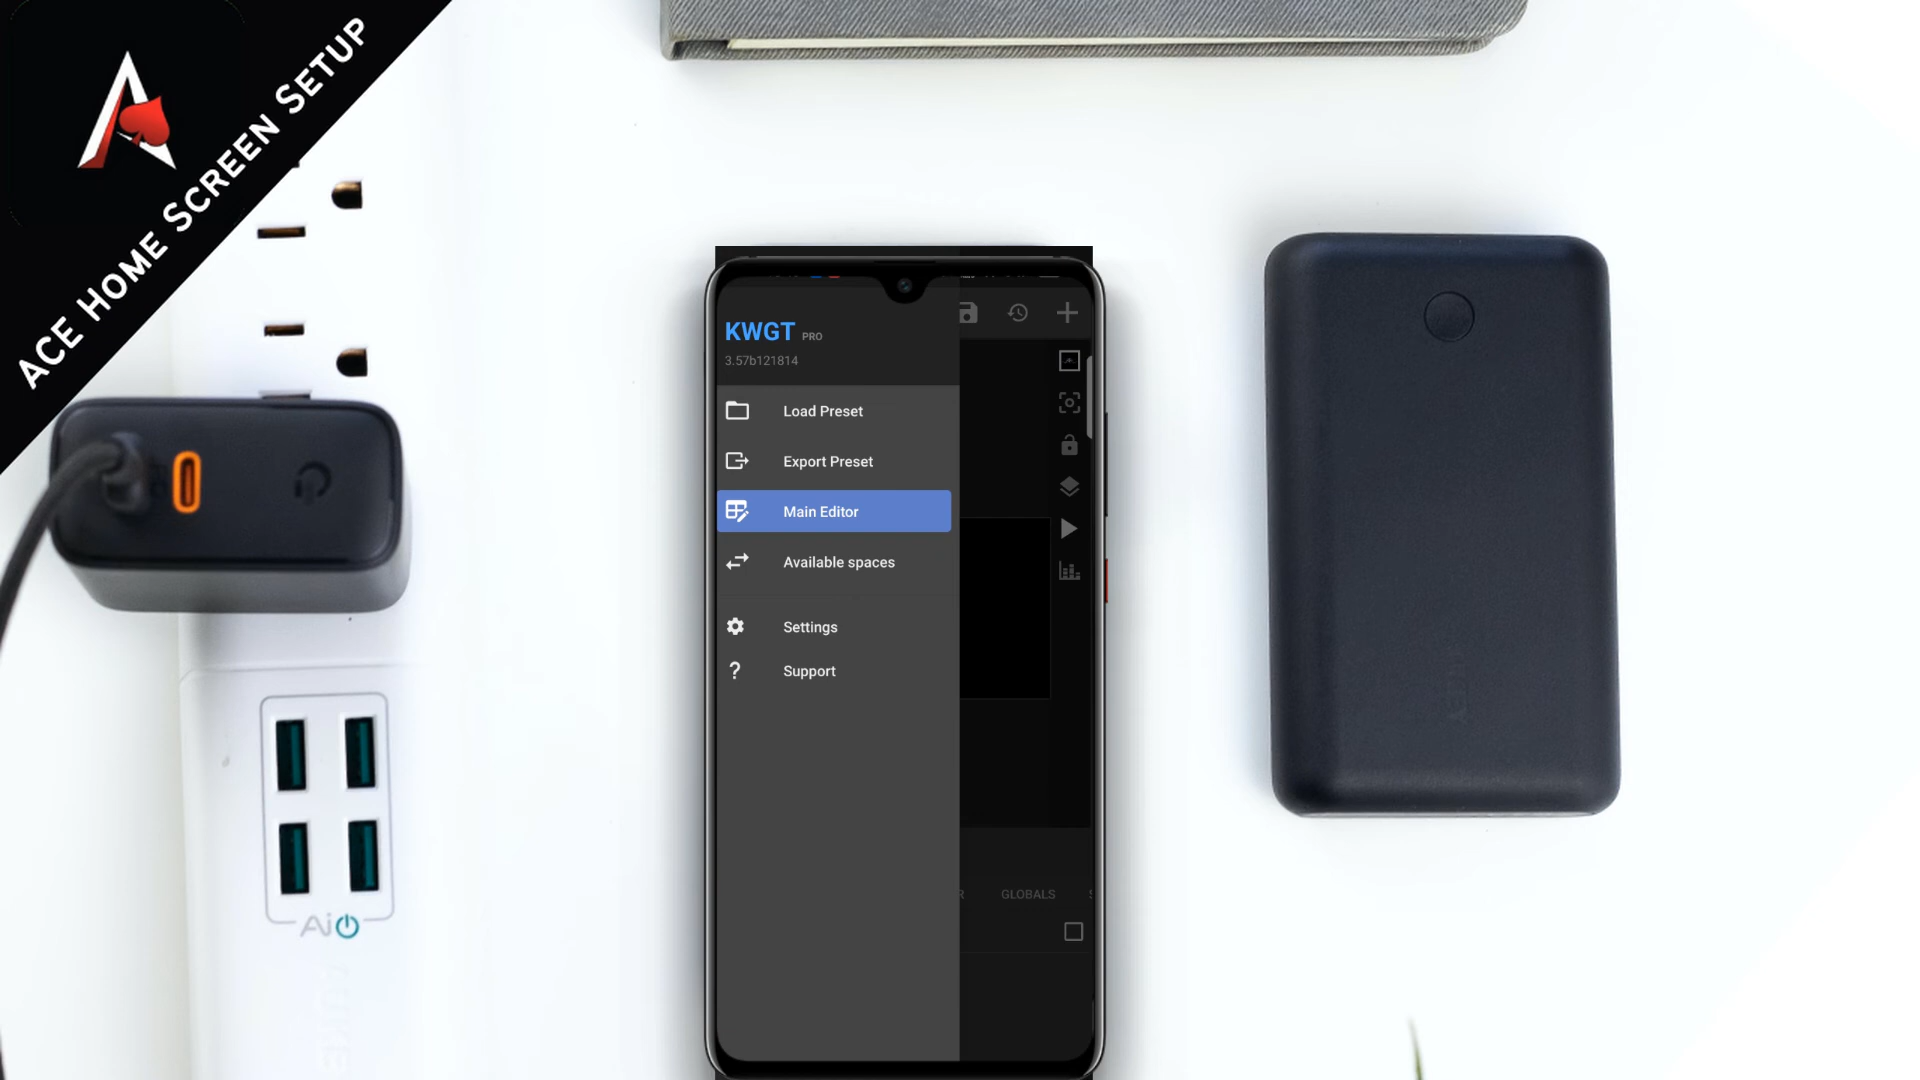 ACE HOME SCREEN SETUP
KWGT PRO
3.57b121814
Load Preset
Export Preset
Main Editor
Available spaces
Settings
Support
GLOBALS
AiO